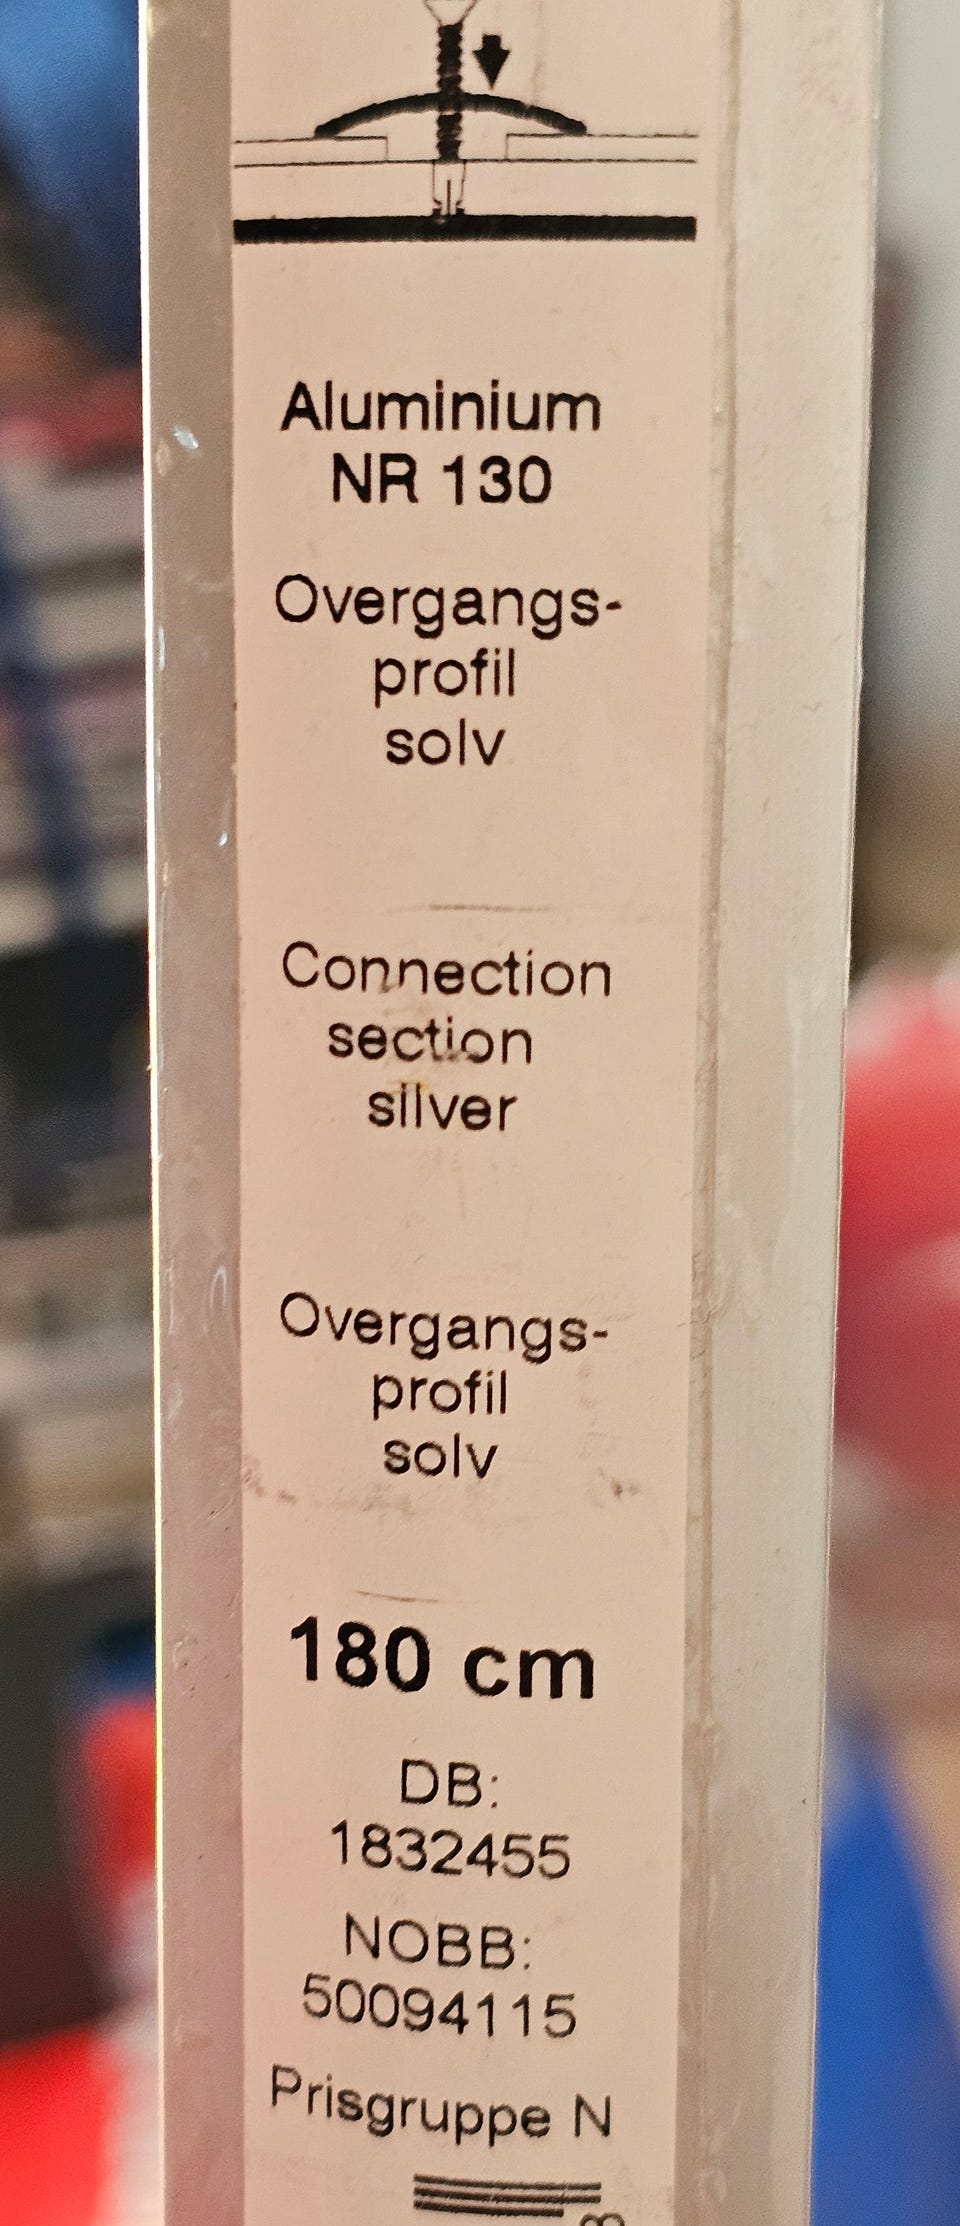 Aluminium
NR 130
Overgangs-
profil
solv
Connection
section
silver
Overgangs-
profil
solv
180 cm
DB:
1832455
NOBB:
50094115
Prisgruppe N